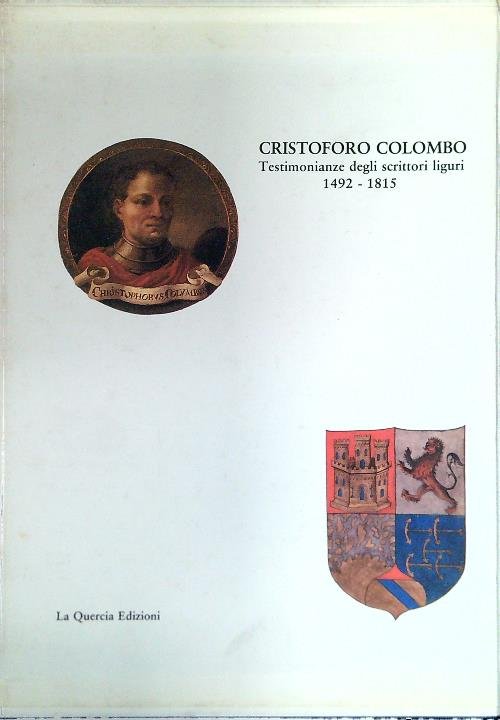 CRISTOFORO COLOMBO
Testimonianze degli scrittori liguri
1492 - 1815
CHRISTOPHORVS COLVMBVS
La Quercia Edizioni